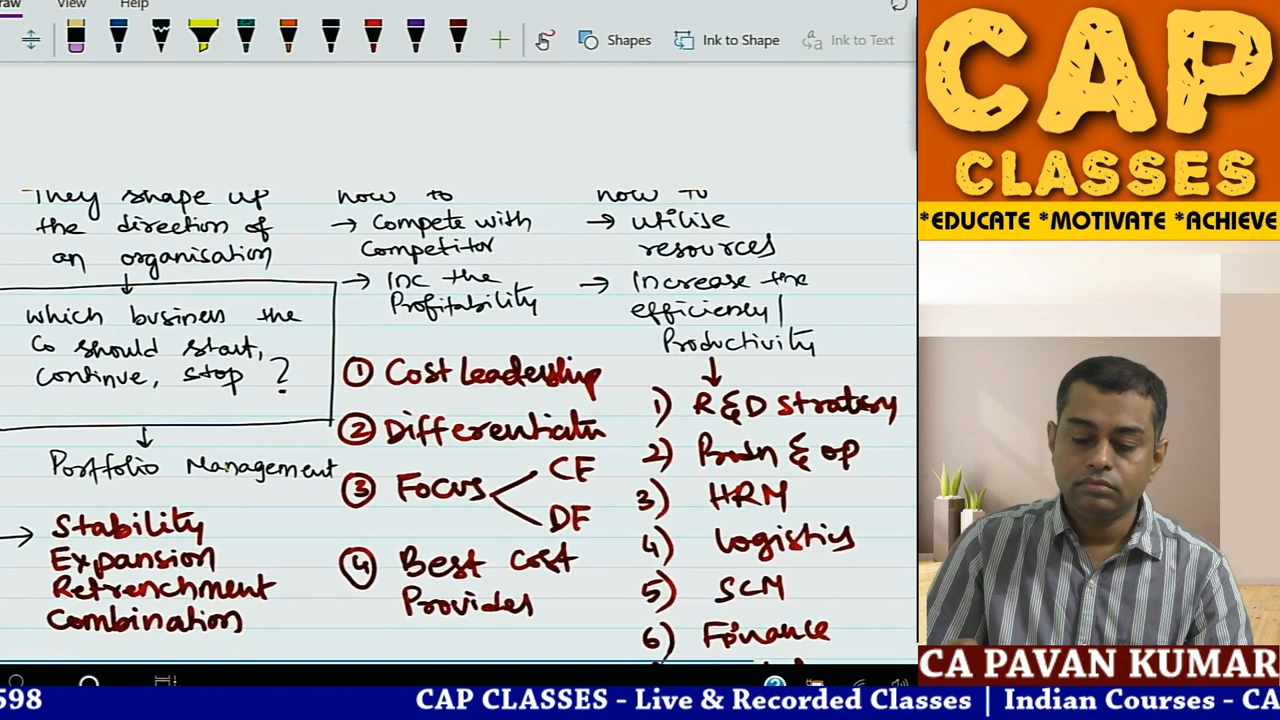 View
Help
Shapes
Ink to Shape
Ink to Text
They shape up
the direction of
an organisation
which business the
Co should start,
continue, stop ?
Portfolio Management
→ Stability
Expansion
Retrenchment
Combination
How to
→ Compete with
Competitor
→ Inc the
Profitability
① Cost leadership
② Differentiatn
③ Focus
CF
DF
④ Best cost
Provides
How to
→ utilise
resources
→ Increase the
efficiency/
Productivity
1) R&D Strategy
2) Prodn & op
3) HRM
4) Logistics
5) SCM
6) Finance
CAP
CLASSES
*EDUCATE *MOTIVATE *ACHIEVE
CA PAVAN KUMAR
598 CAP CLASSES - Live & Recorded Classes | Indian Courses - CA